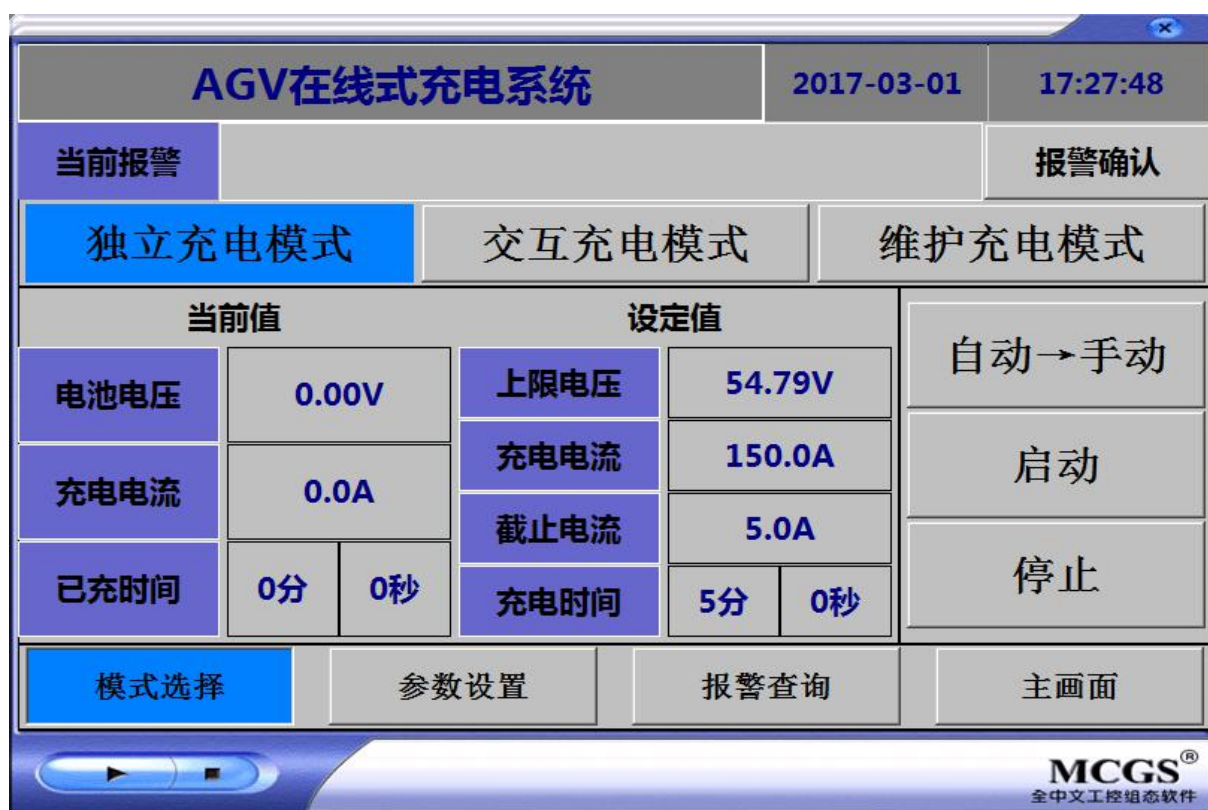 AGV在线式充电系统 2017-03-01 17:27:48
当前报警 报警确认
独立充电模式 交互充电模式 维护充电模式
当前值 设定值
自动→手动
电池电压 0.00V 上限电压 54.79V
充电电流 150.0A 启动
充电电流 0.0A
截止电流 5.0A
停止
已充时间 0分 0秒 充电时间 5分 0秒
模式选择 参数设置 报警查询 主画面
MCGS®
全中文工控组态软件